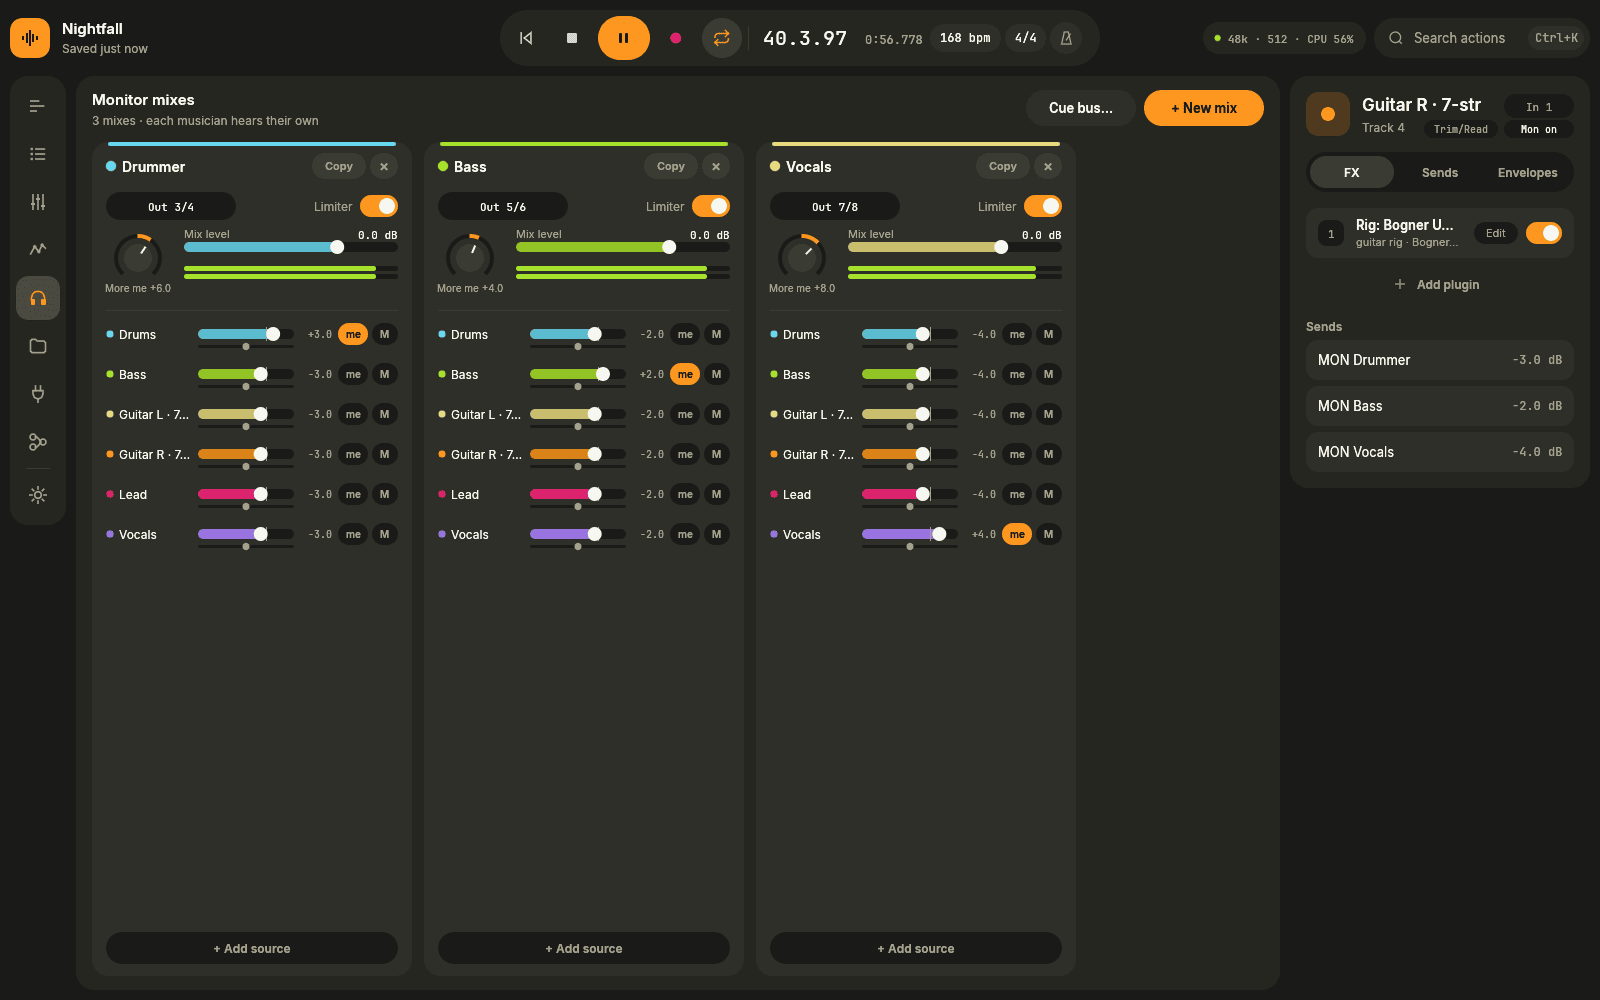 Nightfall
Saved just now
40.3.97 0:56.778 168 bpm 4/4
48k · 512 · CPU 56%
Search actions Ctrl+K
Monitor mixes
3 mixes · each musician hears their own
Cue bus... + New mix
Drummer Copy ×
Out 3/4 Limiter
Mix level 0.0 dB
More me +6.0
Drums +3.0 me M
Bass -3.0 me M
Guitar L · 7... -3.0 me M
Guitar R · 7... -3.0 me M
Lead -3.0 me M
Vocals -3.0 me M
+ Add source
Bass Copy ×
Out 5/6 Limiter
Mix level 0.0 dB
More me +4.0
Drums -2.0 me M
Bass +2.0 me M
Guitar L · 7... -2.0 me M
Guitar R · 7... -2.0 me M
Lead -2.0 me M
Vocals -2.0 me M
+ Add source
Vocals Copy ×
Out 7/8 Limiter
Mix level 0.0 dB
More me +8.0
Drums -4.0 me M
Bass -4.0 me M
Guitar L · 7... -4.0 me M
Guitar R · 7... -4.0 me M
Lead -4.0 me M
Vocals +4.0 me M
+ Add source
Guitar R · 7-str In 1
Track 4 Trim/Read Mon on
FX Sends Envelopes
1 Rig: Bogner U... Edit
guitar rig · Bogner...
+ Add plugin
Sends
MON Drummer -3.0 dB
MON Bass -2.0 dB
MON Vocals -4.0 dB